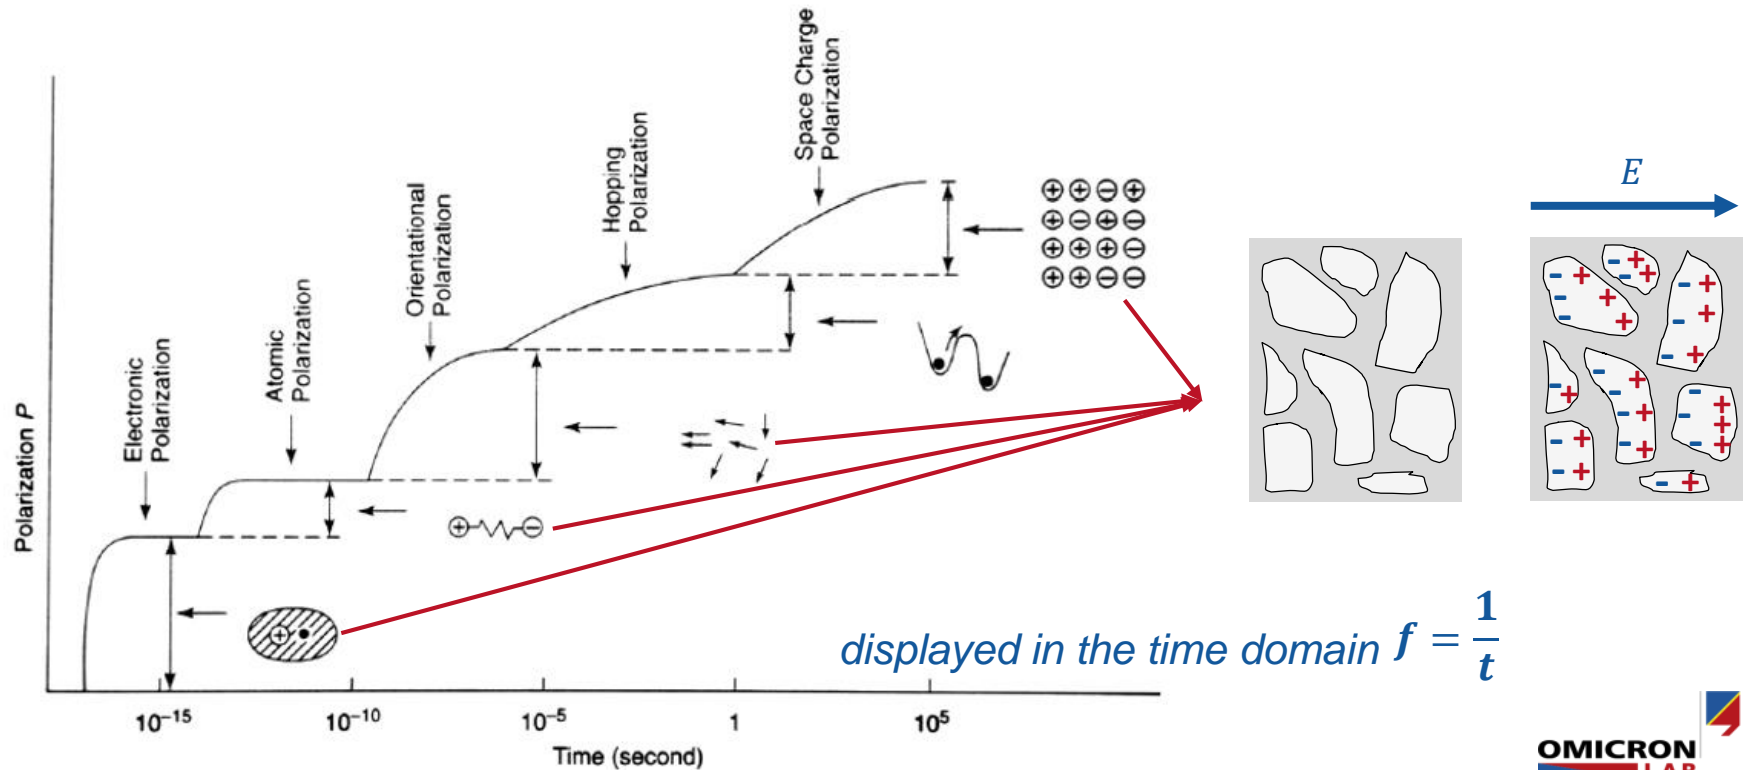 Space Charge
Polarization
Hopping
Polarization
Orientational
Polarization
Atomic
Polarization
Electronic
Polarization
Polarization P
E
displayed in the time domain f = 1/t
10⁻¹⁵
10⁻¹⁰
10⁻⁵
1
10⁵
Time (second)
OMICRON
LAB